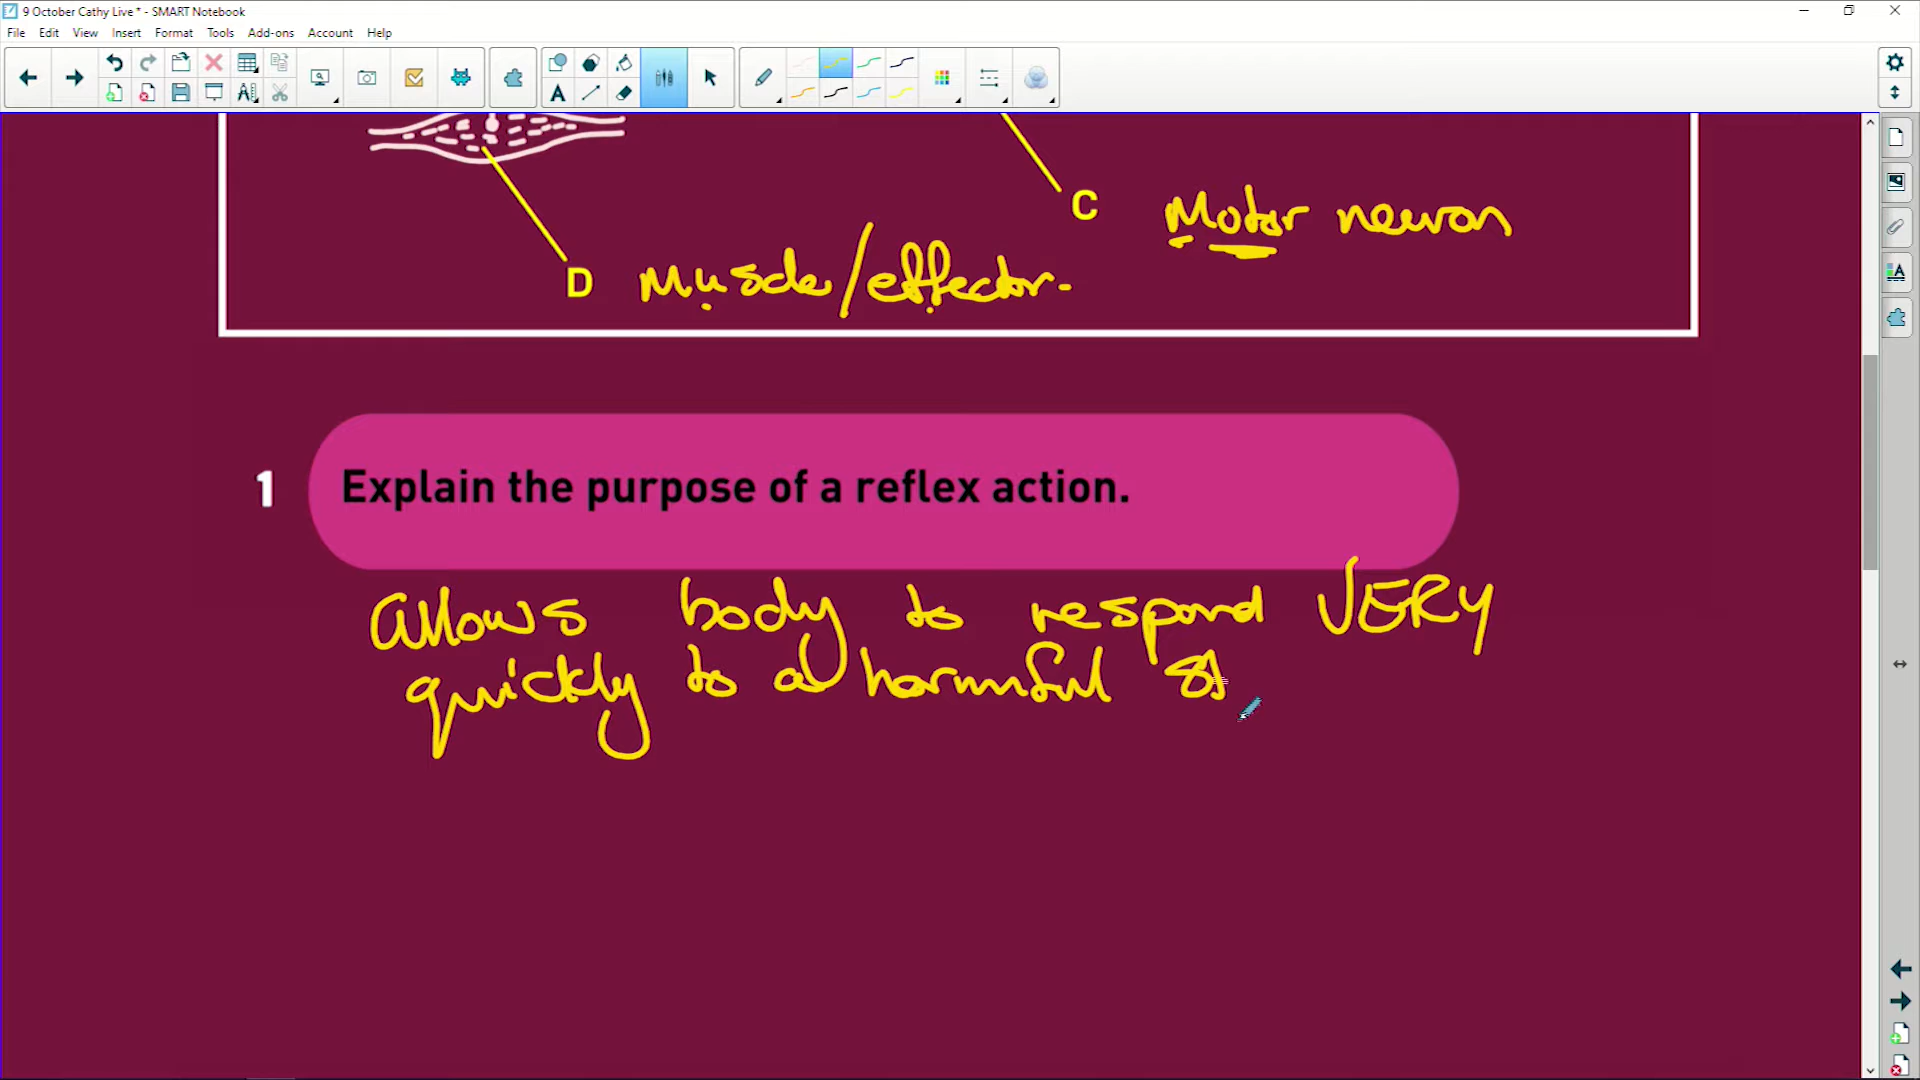 9 October Cathy Live * - SMART Notebook
File Edit View Insert Format Tools Add-ons Account Help
C Motor neuron
D Muscle/effector.
1 Explain the purpose of a reflex action.
Allows body to respond VERY
quickly to a harmful st